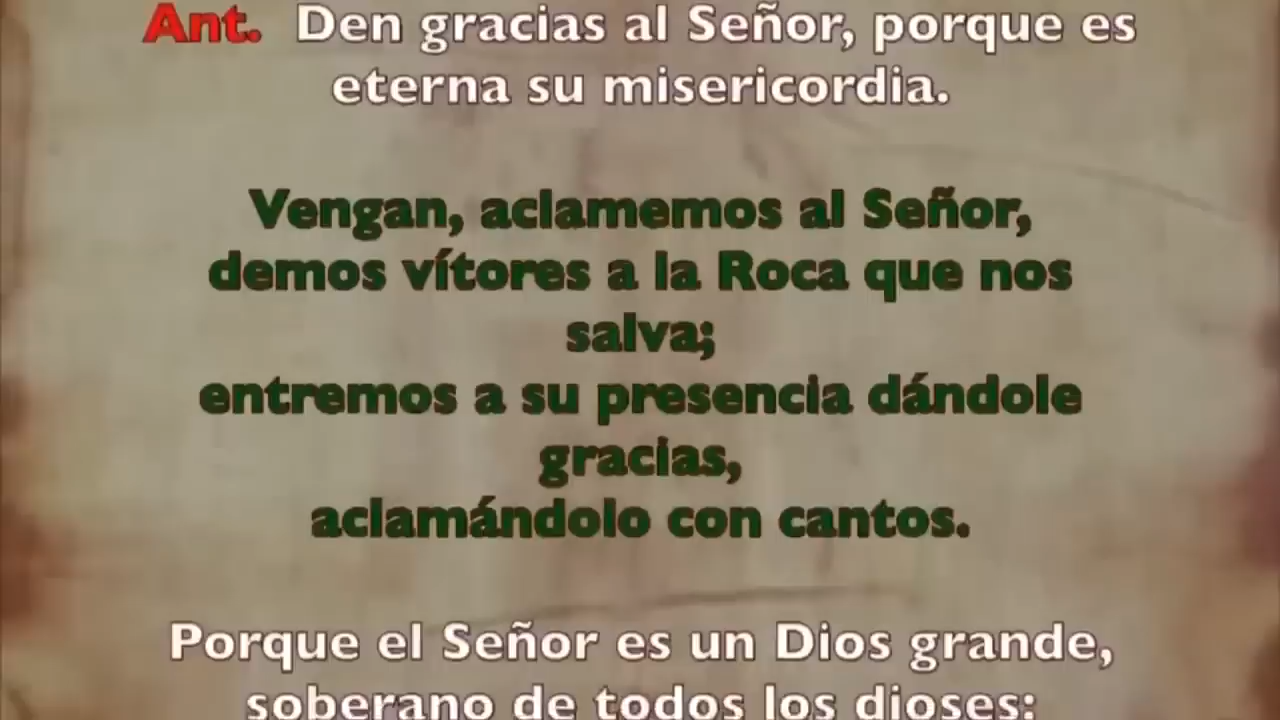 Ant. Den gracias al Señor, porque es
eterna su misericordia.
Vengan, aclamemos al Señor,
demos vítores a la Roca que nos
salva;
entremos a su presencia dándole
gracias,
aclamándolo con cantos.
Porque el Señor es un Dios grande,
soberano de todos los dioses: